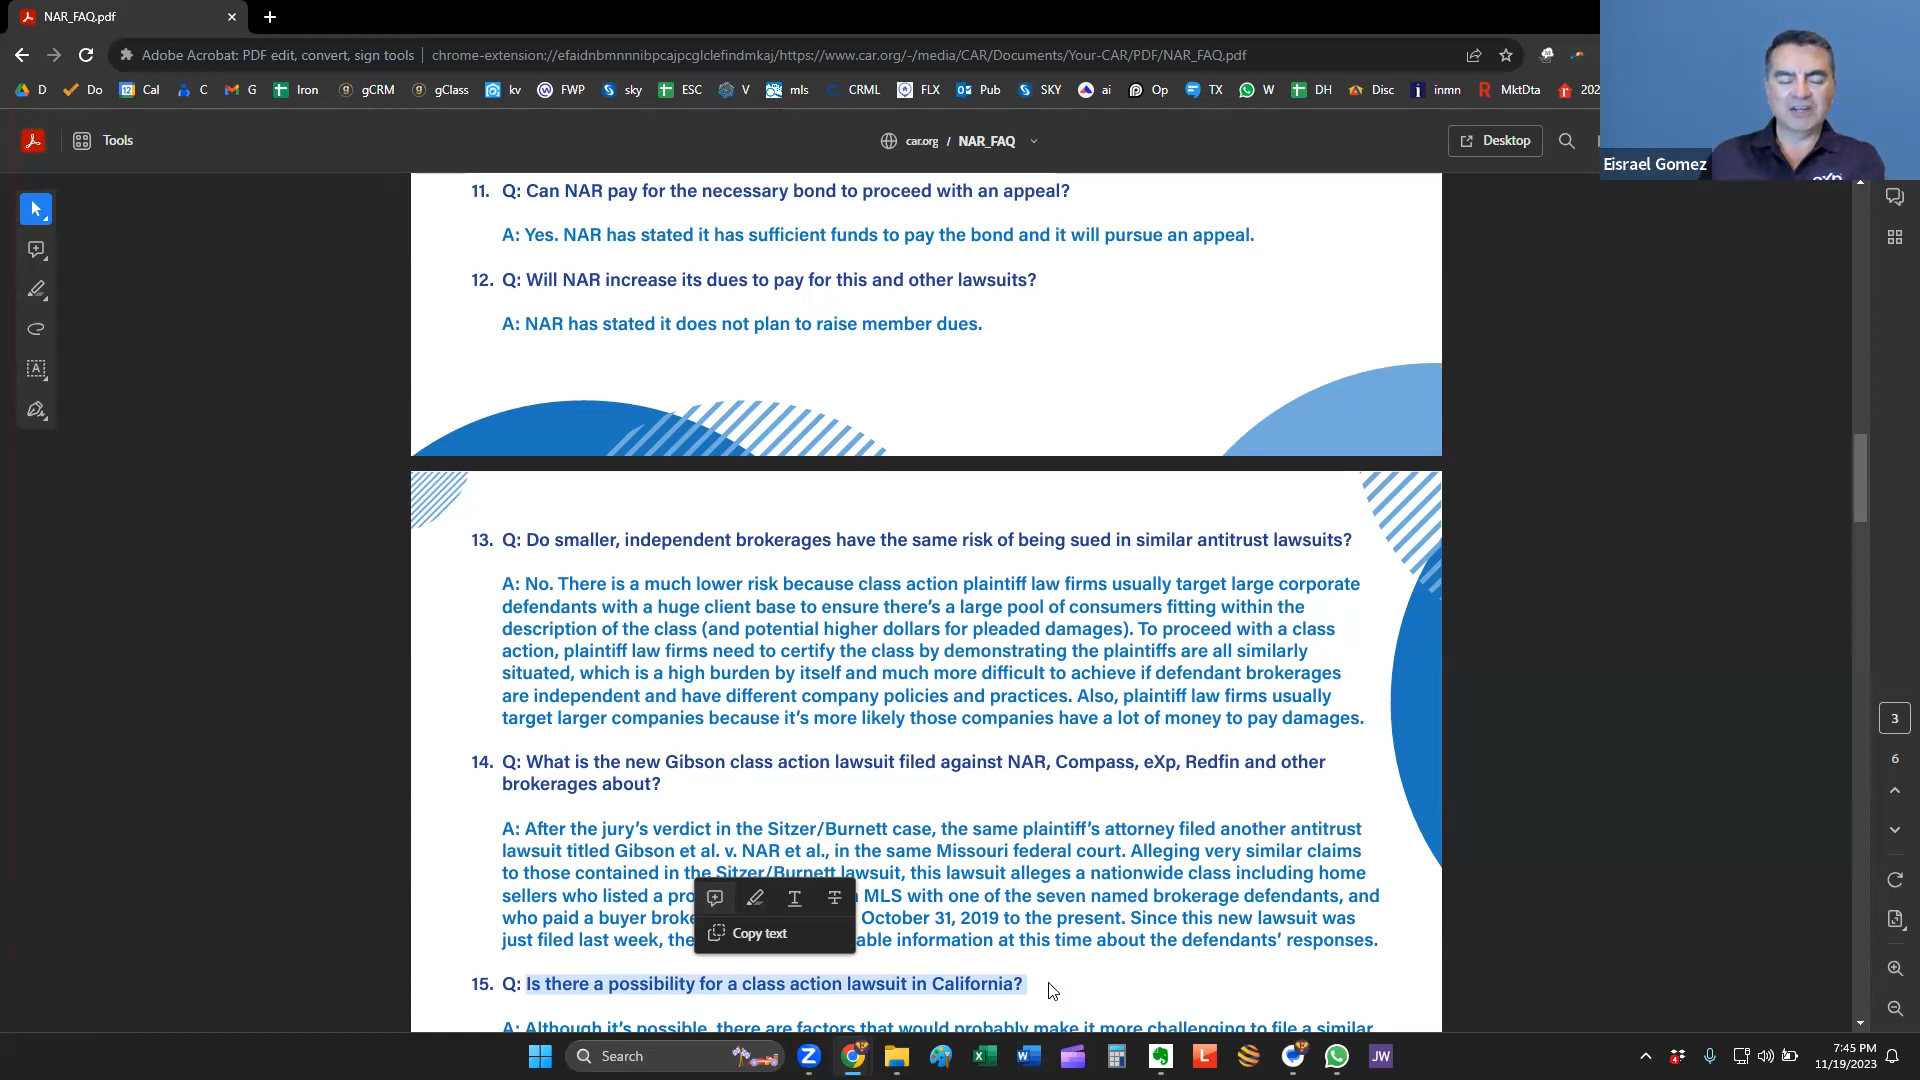 NAR_FAQ.pdf
Adobe Acrobat: PDF edit, convert, sign tools
chrome-extension://efaidnbmnnnibpcajpcglclefindmkaj/https://www.car.org/-/media/CAR/Documents/Your-CAR/PDF/NAR_FAQ.pdf
D Do Cal C G Iron gCRM gClass kv FWP sky ESC V mls CRML FLX Pub SKY ai Op TX W DH Disc inmn MktDta 202
Tools
car.org / NAR_FAQ
Desktop
Eisrael Gomez
11. Q: Can NAR pay for the necessary bond to proceed with an appeal?
A: Yes. NAR has stated it has sufficient funds to pay the bond and it will pursue an appeal.
12. Q: Will NAR increase its dues to pay for this and other lawsuits?
A: NAR has stated it does not plan to raise member dues.
13. Q: Do smaller, independent brokerages have the same risk of being sued in similar antitrust lawsuits?
A: No. There is a much lower risk because class action plaintiff law firms usually target large corporate
defendants with a huge client base to ensure there's a large pool of consumers fitting within the
description of the class (and potential higher dollars for pleaded damages). To proceed with a class
action, plaintiff law firms need to certify the class by demonstrating the plaintiffs are all similarly
situated, which is a high burden by itself and much more difficult to achieve if defendant brokerages
are independent and have different company policies and practices. Also, plaintiff law firms usually
target larger companies because it's more likely those companies have a lot of money to pay damages.
14. Q: What is the new Gibson class action lawsuit filed against NAR, Compass, eXp, Redfin and other
brokerages about?
A: After the jury's verdict in the Sitzer/Burnett case, the same plaintiff's attorney filed another antitrust
lawsuit titled Gibson et al. v. NAR et al., in the same Missouri federal court. Alleging very similar claims
to those contained in the Sitzer/Burnett lawsuit, this lawsuit alleges a nationwide class including home
sellers who listed a pro MLS with one of the seven named brokerage defendants, and
who paid a buyer broke October 31, 2019 to the present. Since this new lawsuit was
just filed last week, the able information at this time about the defendants' responses.
Copy text
15. Q: Is there a possibility for a class action lawsuit in California?
A: Although it's possible, there are factors that would probably make it more challenging to file a similar
3
6
Search
JW
7:45 PM
11/19/2023